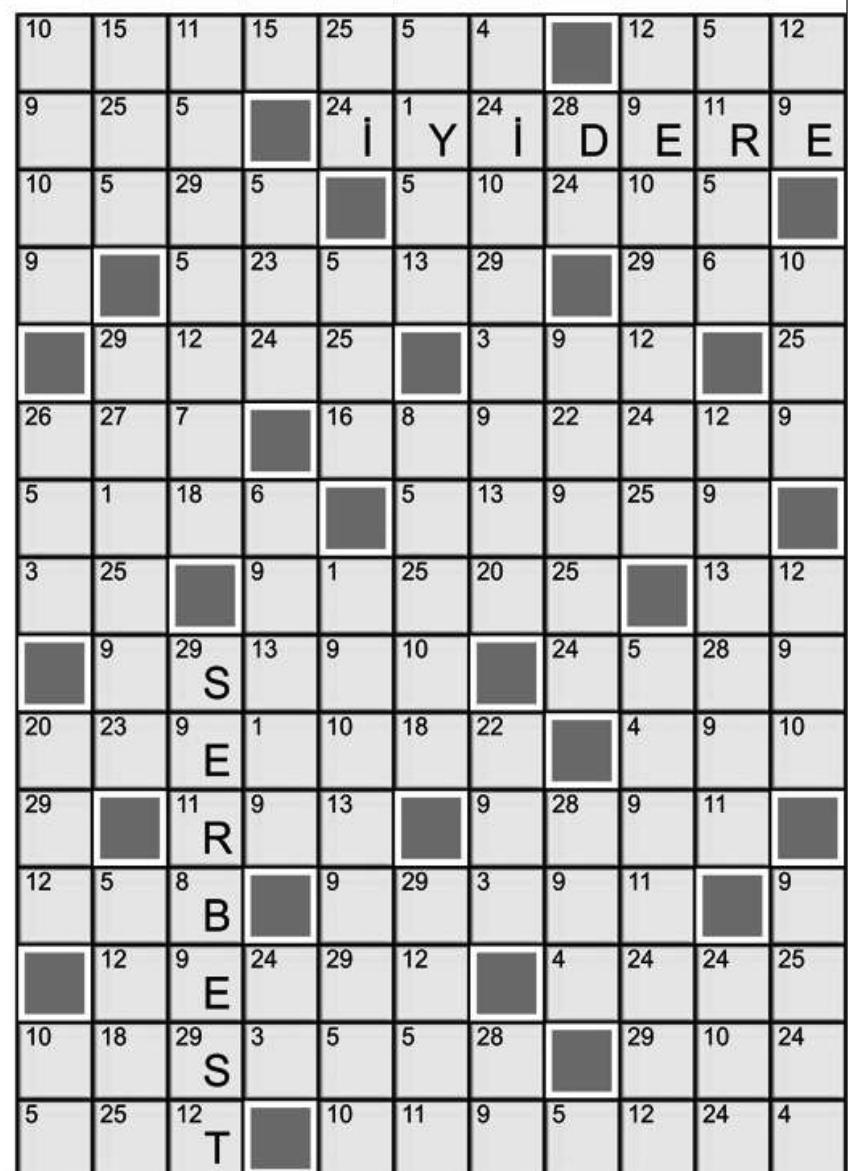 10 15 11 15 25 5 4 12 5 12
9 25 5 24 İ 1 Y 24 İ 28 D 9 E 11 R 9 E
10 5 29 5 5 10 24 10 5
9 5 23 5 13 29 29 6 10
29 12 24 25 3 9 12 25
26 27 7 16 8 9 22 24 12 9
5 1 18 6 5 13 9 25 9
3 25 9 1 25 20 25 13 12
9 29 S 13 9 10 24 5 28 9
20 23 9 E 1 10 18 22 4 9 10
29 11 R 9 13 9 28 9 11
12 5 8 B 9 29 3 9 11 9
12 9 E 24 29 12 4 24 24 25
10 18 29 S 3 5 5 28 29 10 24
5 25 12 T 10 11 9 5 12 24 4